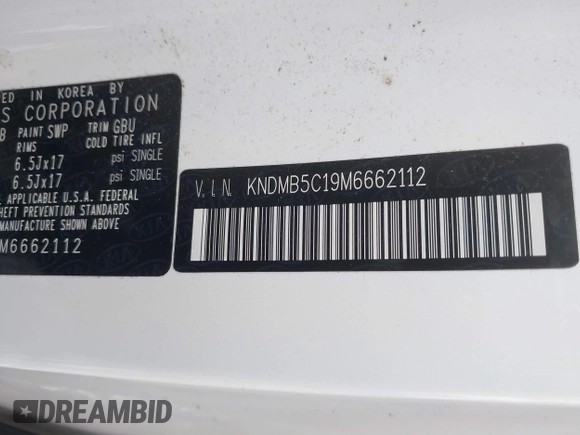 ED IN KOREA BY
S CORPORATION
B PAINT SWP TRIM GBU
RIMS COLD TIRE INFL
6.5Jx17 psi SINGLE
6.5Jx17 psi SINGLE
APPLICABLE U.S.A. FEDERAL
HEFT PREVENTION STANDARDS
MANUFACTURE SHOWN ABOVE
M6662112
V.I.N. KNDMB5C19M6662112
DREAMBID